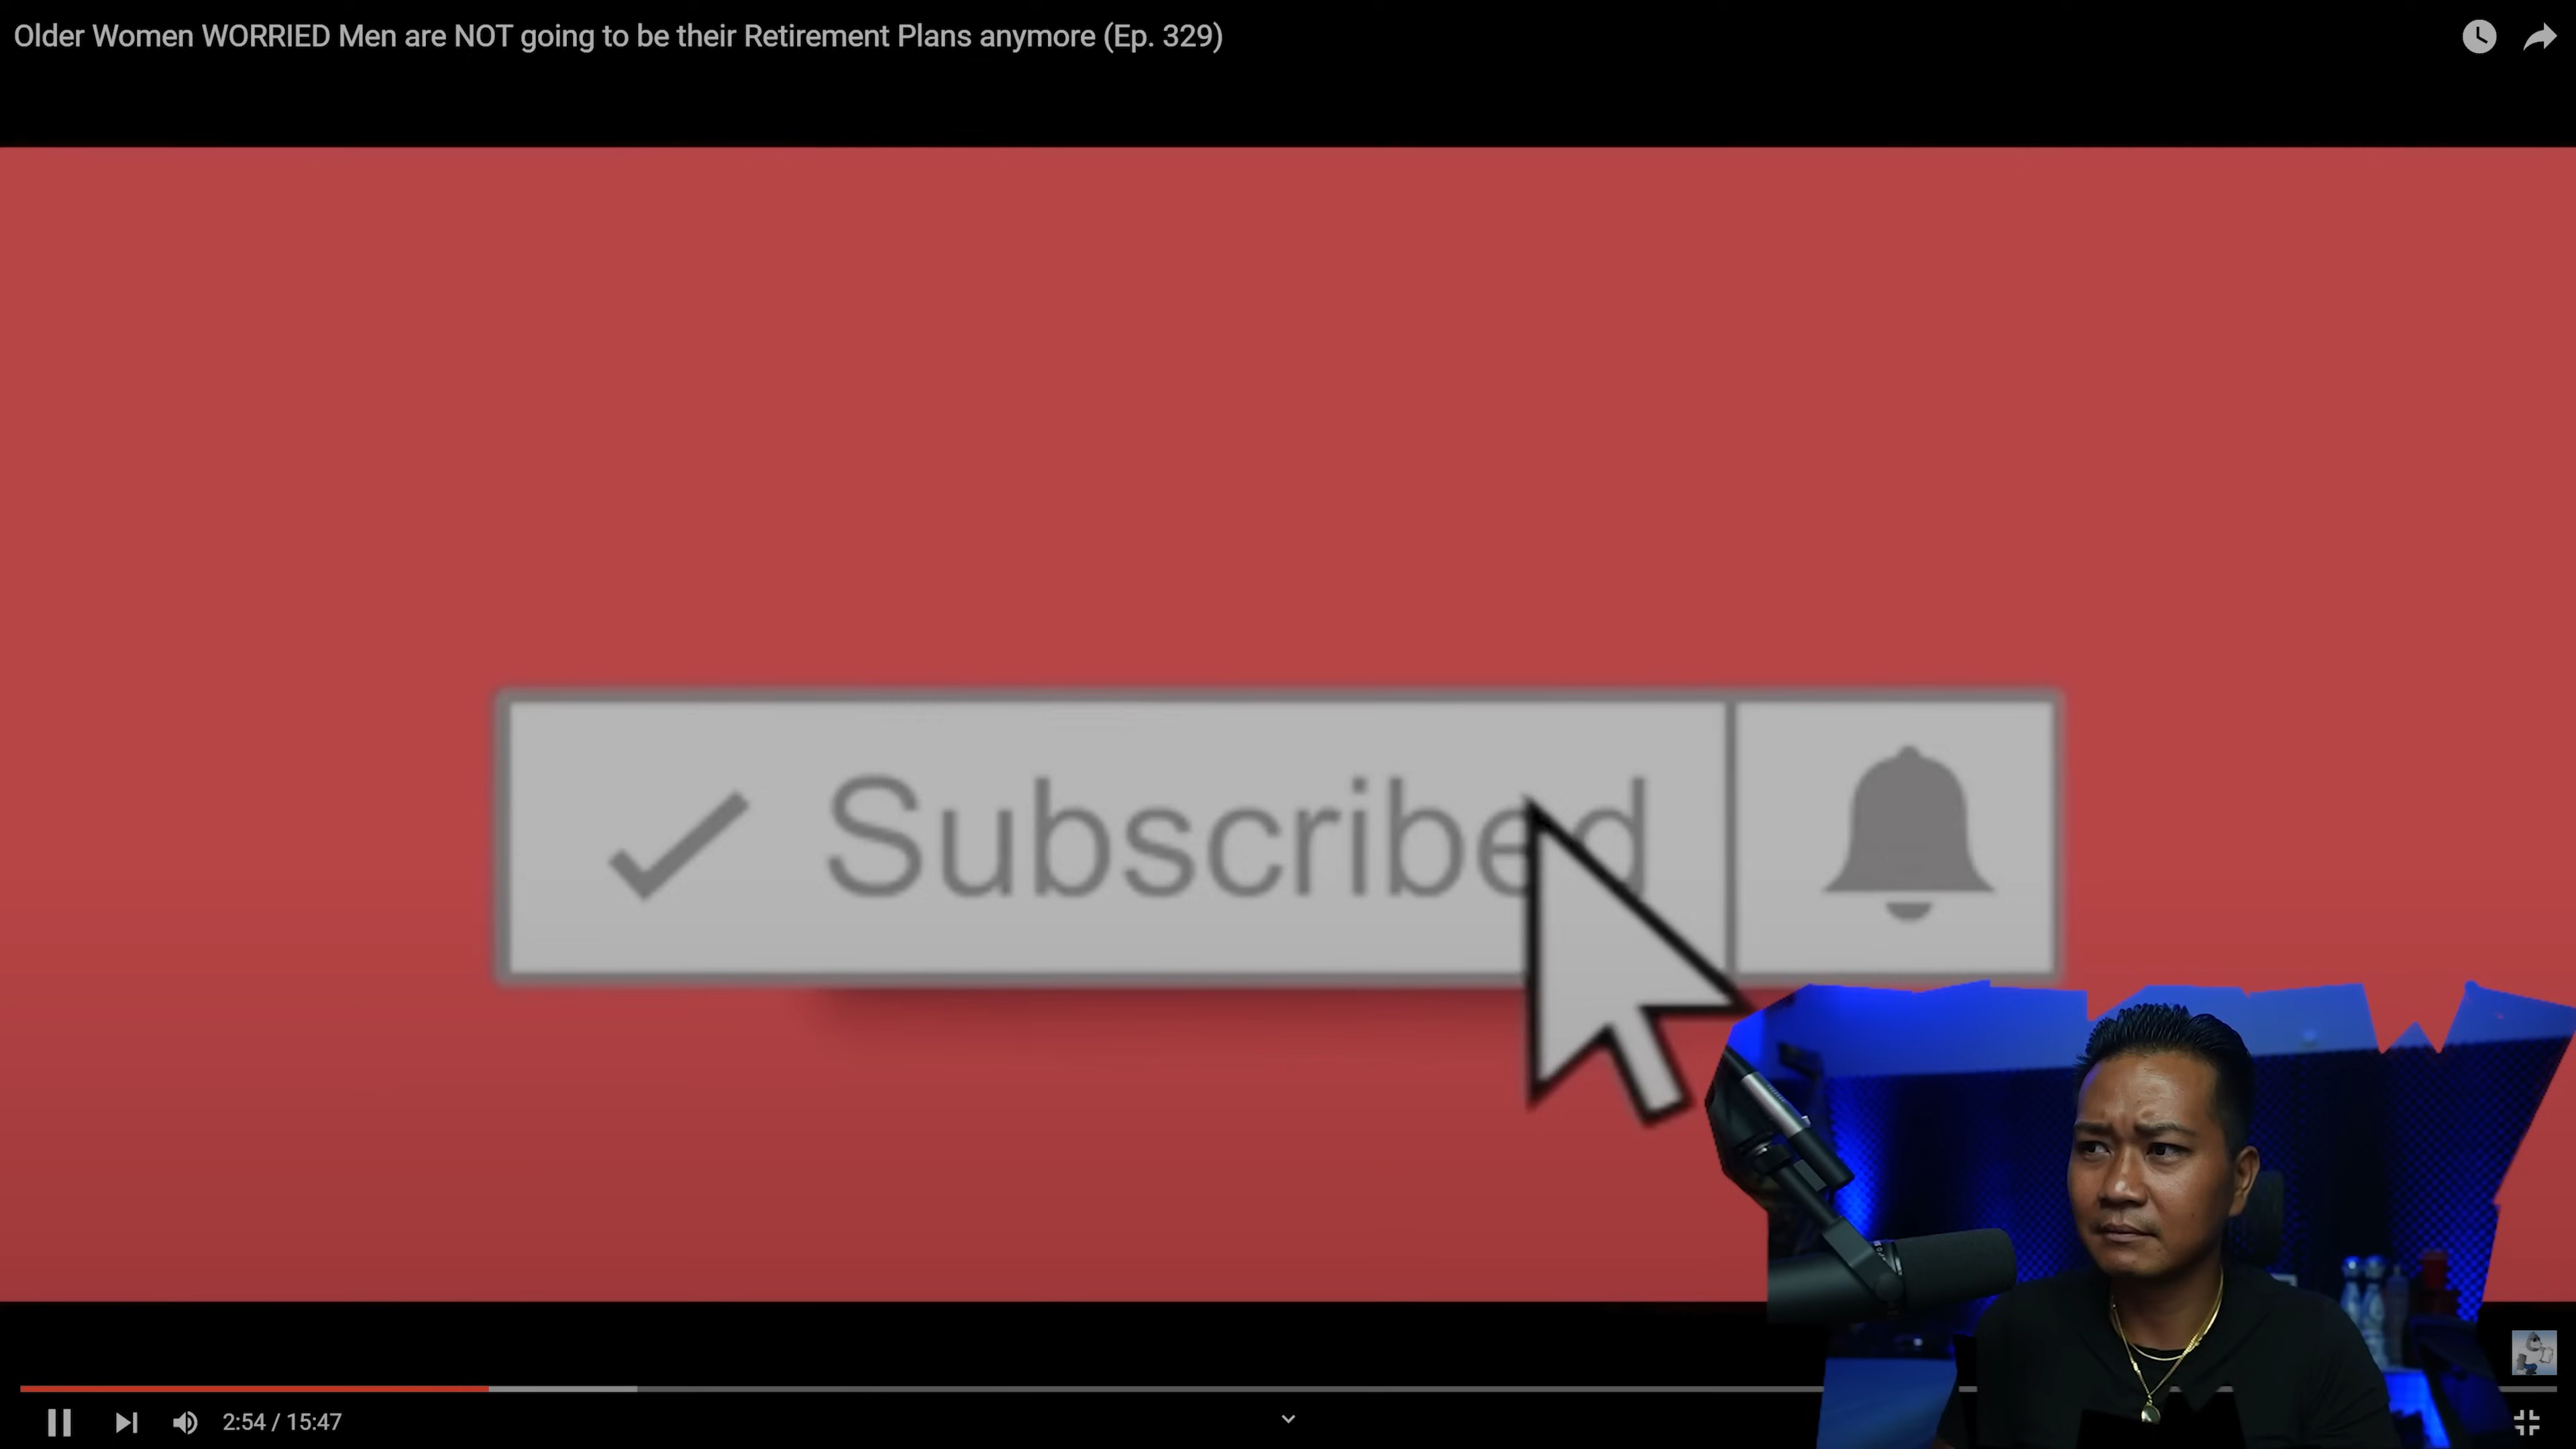 Older Women WORRIED Men are NOT going to be their Retirement Plans anymore (Ep. 329)
Subscribed
2:54 / 15:47